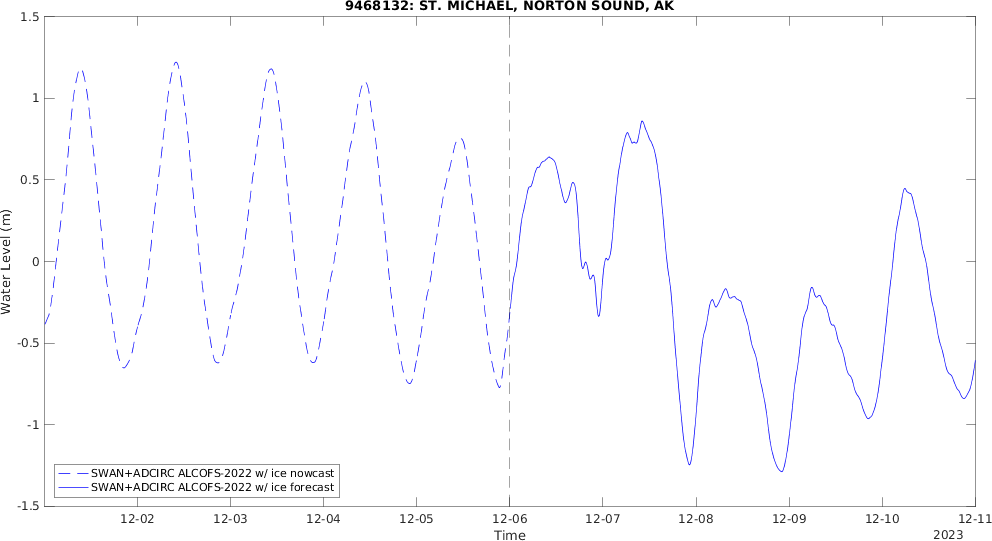 9468132: ST. MICHAEL, NORTON SOUND, AK
1.5
1
0.5
0
-0.5
-1
-1.5
Water Level (m)
SWAN+ADCIRC ALCOFS-2022 w/ ice nowcast
SWAN+ADCIRC ALCOFS-2022 w/ ice forecast
12-02 12-03 12-04 12-05 12-06 12-07 12-08 12-09 12-10 12-11
Time
2023